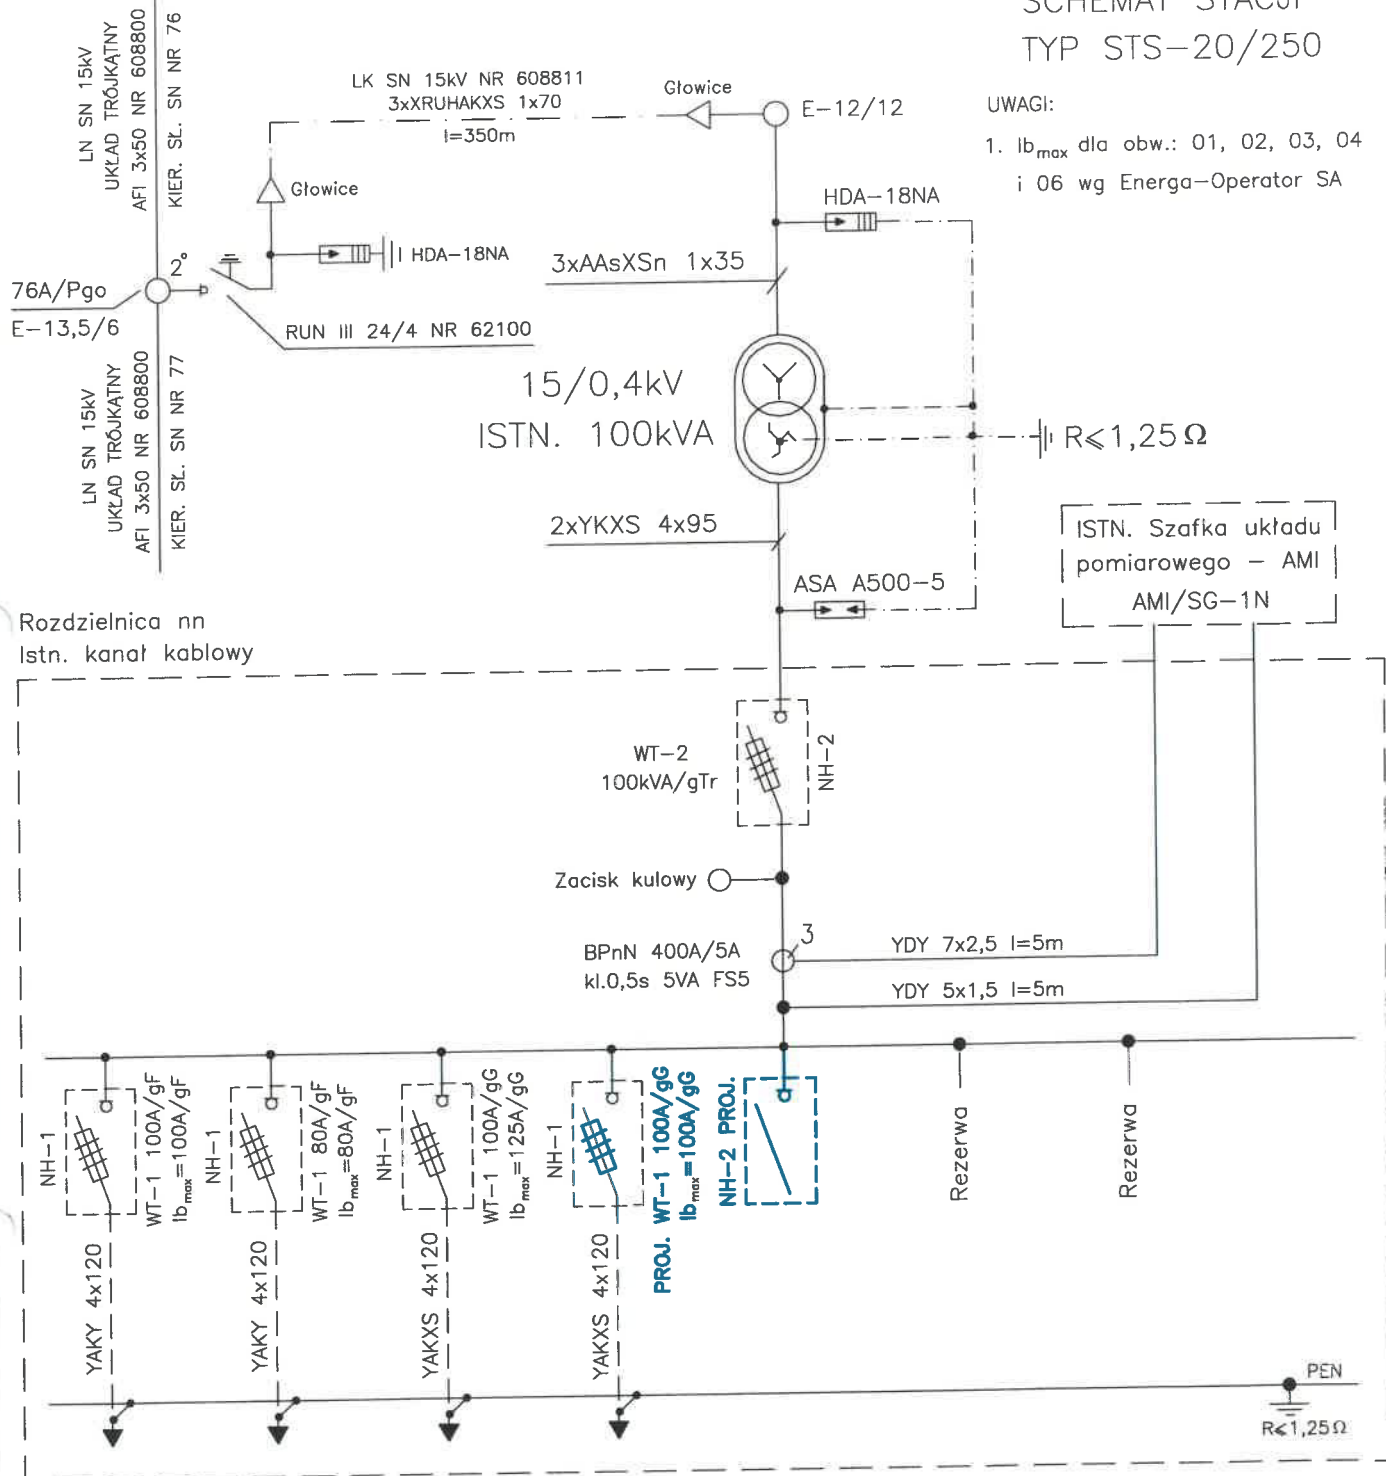 SCHEMAT STACJI
TYP STS-20/250
UWAGI:
1. Ib max dla obw.: 01, 02, 03, 04
i 06 wg Energa-Operator SA
LN SN 15kV
UKŁAD TRÓJKĄTNY
AFl 3x50 NR 608800
KIER. SŁ. SN NR 76
LK SN 15kV NR 608811
3xXRUHAKXS 1x70
l=350m
Głowice
E-12/12
Głowice
HDA-18NA
HDA-18NA
2°
76A/Pgo
E-13,5/6
RUN III 24/4 NR 62100
3xAAsXSn 1x35
LN SN 15kV
UKŁAD TRÓJKĄTNY
AFl 3x50 NR 608800
KIER. SŁ. SN NR 77
15/0,4kV
ISTN. 100kVA
R≤1,25Ω
2xYKXS 4x95
ASA A500-5
ISTN. Szafka układu
pomiarowego - AMI
AMI/SG-1N
Rozdzielnica nn
Istn. kanał kablowy
WT-2
100kVA/gTr
NH-2
Zacisk kulowy
3
BPnN 400A/5A
kl.0,5s 5VA FS5
YDY 7x2,5 l=5m
YDY 5x1,5 l=5m
NH-1
WT-1 100A/gF
Ib max=100A/gF
NH-1
WT-1 80A/gF
Ib max=80A/gF
NH-1
WT-1 100A/gG
Ib max=125A/gG
NH-1
PROJ. WT-1 100A/gG
Ib max=100A/gG
NH-2 PROJ.
Rezerwa
Rezerwa
YAKY 4x120
YAKY 4x120
YAKXS 4x120
YAKXS 4x120
PEN
R≤1,25Ω